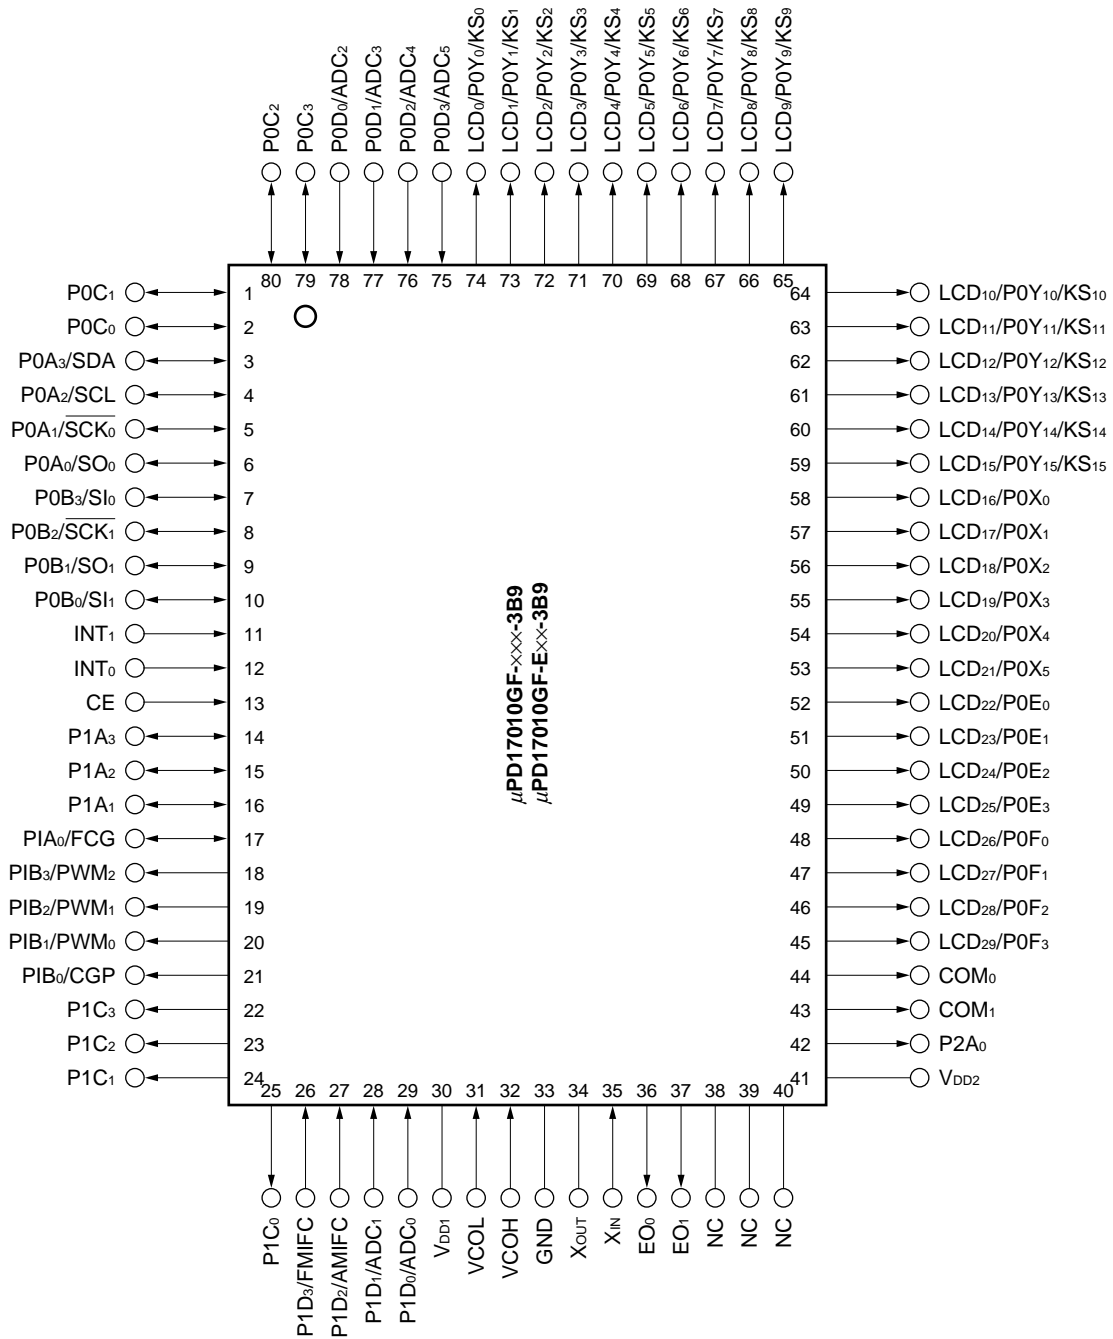 P0C2
P0C3
P0D0/ADC2
P0D1/ADC3
P0D2/ADC4
P0D3/ADC5
LCD0/P0Y0/KS0
LCD1/P0Y1/KS1
LCD2/P0Y2/KS2
LCD3/P0Y3/KS3
LCD4/P0Y4/KS4
LCD5/P0Y5/KS5
LCD6/P0Y6/KS6
LCD7/P0Y7/KS7
LCD8/P0Y8/KS8
LCD9/P0Y9/KS9
80 79 78 77 76 75 74 73 72 71 70 69 68 67 66 65
P0C1 1 64 LCD10/P0Y10/KS10
P0C0 2 63 LCD11/P0Y11/KS11
P0A3/SDA 3 62 LCD12/P0Y12/KS12
P0A2/SCL 4 61 LCD13/P0Y13/KS13
P0A1/S̅C̅K̅0̅ 5 60 LCD14/P0Y14/KS14
P0A0/SO0 6 59 LCD15/P0Y15/KS15
P0B3/SI0 7 58 LCD16/P0X0
P0B2/S̅C̅K̅1̅ 8 57 LCD17/P0X1
P0B1/SO1 9 56 LCD18/P0X2
P0B0/SI1 10 55 LCD19/P0X3
INT1 11 54 LCD20/P0X4
INT0 12 53 LCD21/P0X5
CE 13 52 LCD22/P0E0
P1A3 14 51 LCD23/P0E1
P1A2 15 50 LCD24/P0E2
P1A1 16 49 LCD25/P0E3
PIA0/FCG 17 48 LCD26/P0F0
PIB3/PWM2 18 47 LCD27/P0F1
PIB2/PWM1 19 46 LCD28/P0F2
PIB1/PWM0 20 45 LCD29/P0F3
PIB0/CGP 21 44 COM0
P1C3 22 43 COM1
P1C2 23 42 P2A0
P1C1 24 41 VDD2
μPD17010GF-×××-3B9
μPD17010GF-E××-3B9
25 26 27 28 29 30 31 32 33 34 35 36 37 38 39 40
P1C0
P1D3/FMIFC
P1D2/AMIFC
P1D1/ADC1
P1D0/ADC0
VDD1
VCOL
VCOH
GND
XOUT
XIN
EO0
EO1
NC
NC
NC